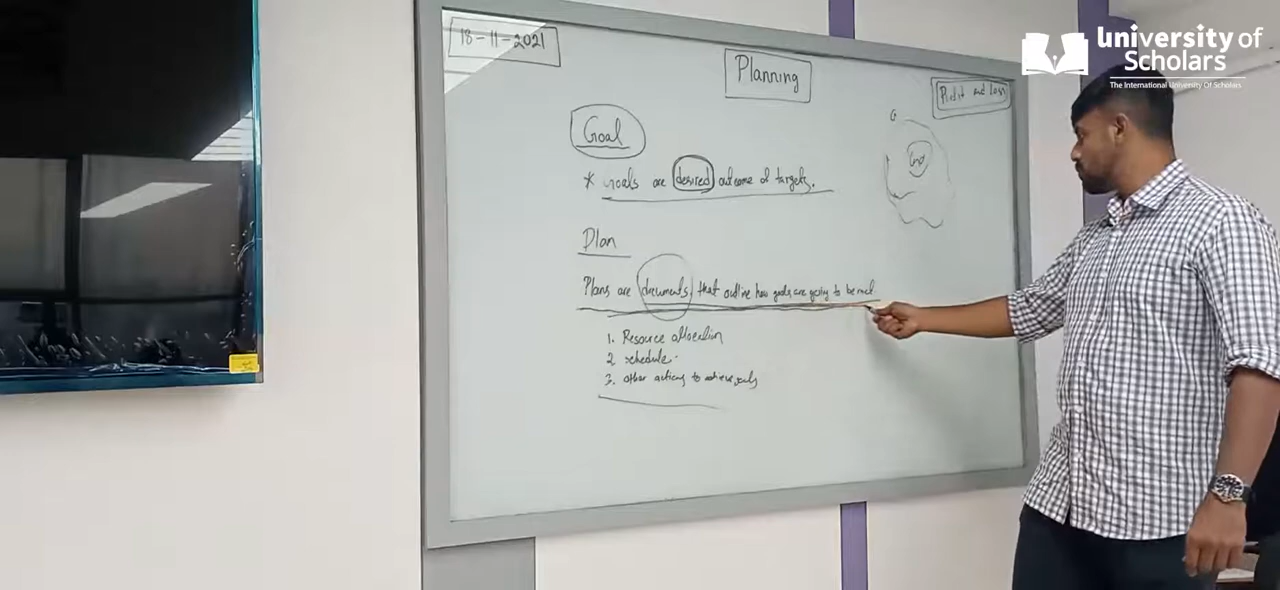 18-11-2021
Planning
Profit and Loss
University of
Scholars
The International University Of Scholars
Goal
G
* Goals are desired outcome of targets.
Plan
Plans are documents that outline how goals are going to be met
1. Resource allocation
2. schedule.
3. other actions to achieve goals